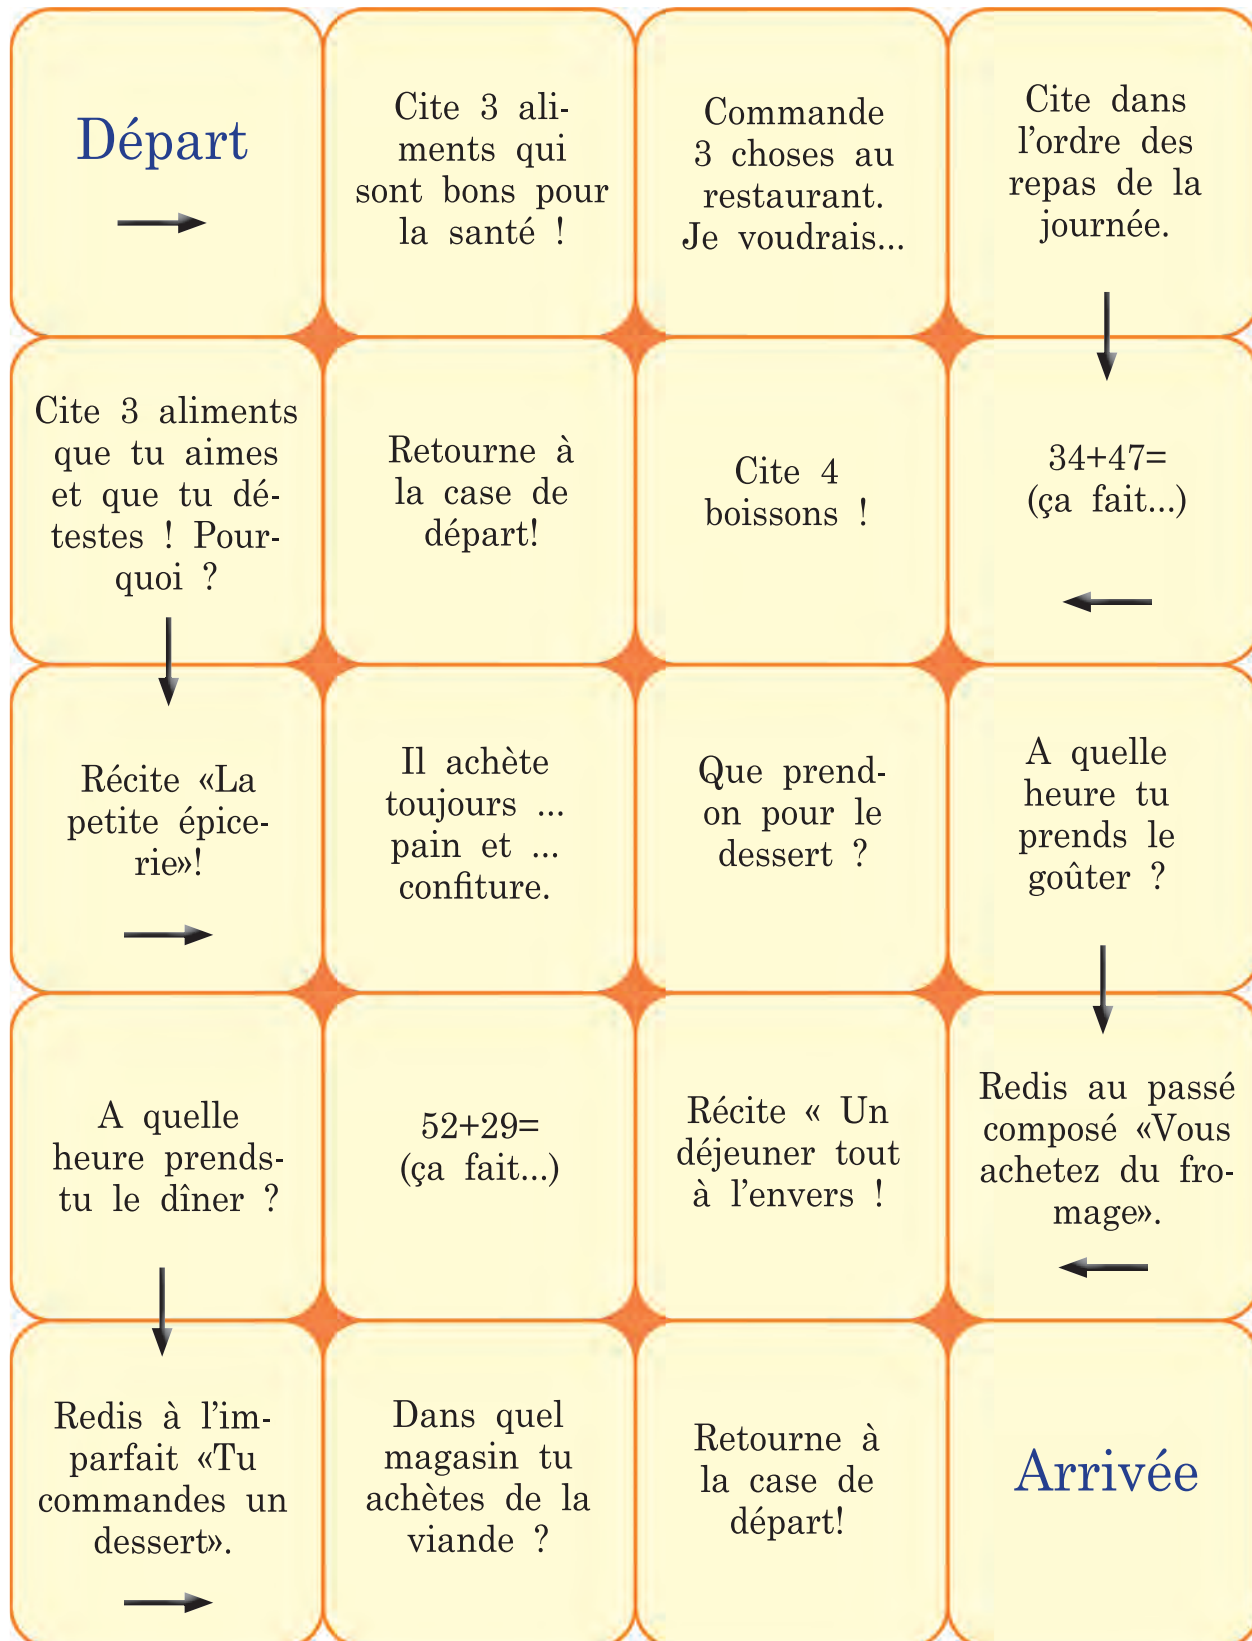 Départ
Cite 3 ali-
ments qui
sont bons pour
la santé !
Commande
3 choses au
restaurant.
Je voudrais...
Cite dans
l'ordre des
repas de la
journée.
Cite 3 aliments
que tu aimes
et que tu dé-
testes ! Pour-
quoi ?
Retourne à
la case de
départ!
Cite 4
boissons !
34+47=
(ça fait...)
Récite «La
petite épice-
rie»!
Il achète
toujours ...
pain et ...
confiture.
Que prend-
on pour le
dessert ?
A quelle
heure tu
prends le
goûter ?
A quelle
heure prends-
tu le dîner ?
52+29=
(ça fait...)
Récite « Un
déjeuner tout
à l'envers !
Redis au passé
composé «Vous
achetez du fro-
mage».
Redis à l'im-
parfait «Tu
commandes un
dessert».
Dans quel
magasin tu
achètes de la
viande ?
Retourne à
la case de
départ!
Arrivée